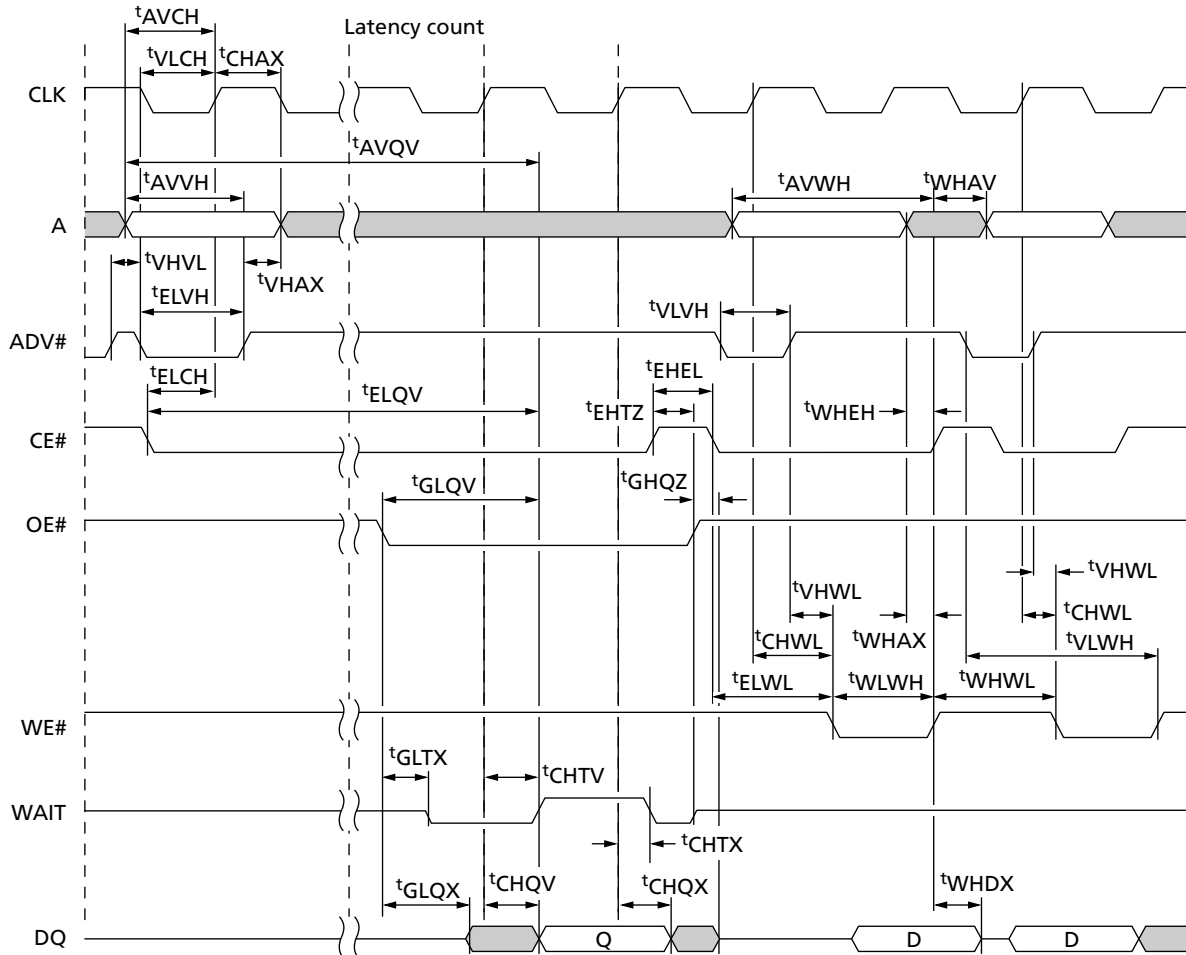 tAVCH
Latency count
tVLCH tCHAX
CLK
tAVQV
tAVVH tAVWH tWHAV
A
tVHVL
tVHAX
tELVH tVLVH
ADV#
tELCH tEHEL
tELQV
tEHTZ tWHEH
CE#
tGLQV tGHQZ
OE#
tVHWL
tVHWL
tCHWL
tCHWL tWHAX
tVLWH
tELWL tWLWH tWHWL
WE#
tGLTX tCHTV
WAIT
tCHTX
tGLQX tCHQV tCHQX tWHDX
DQ Q D D